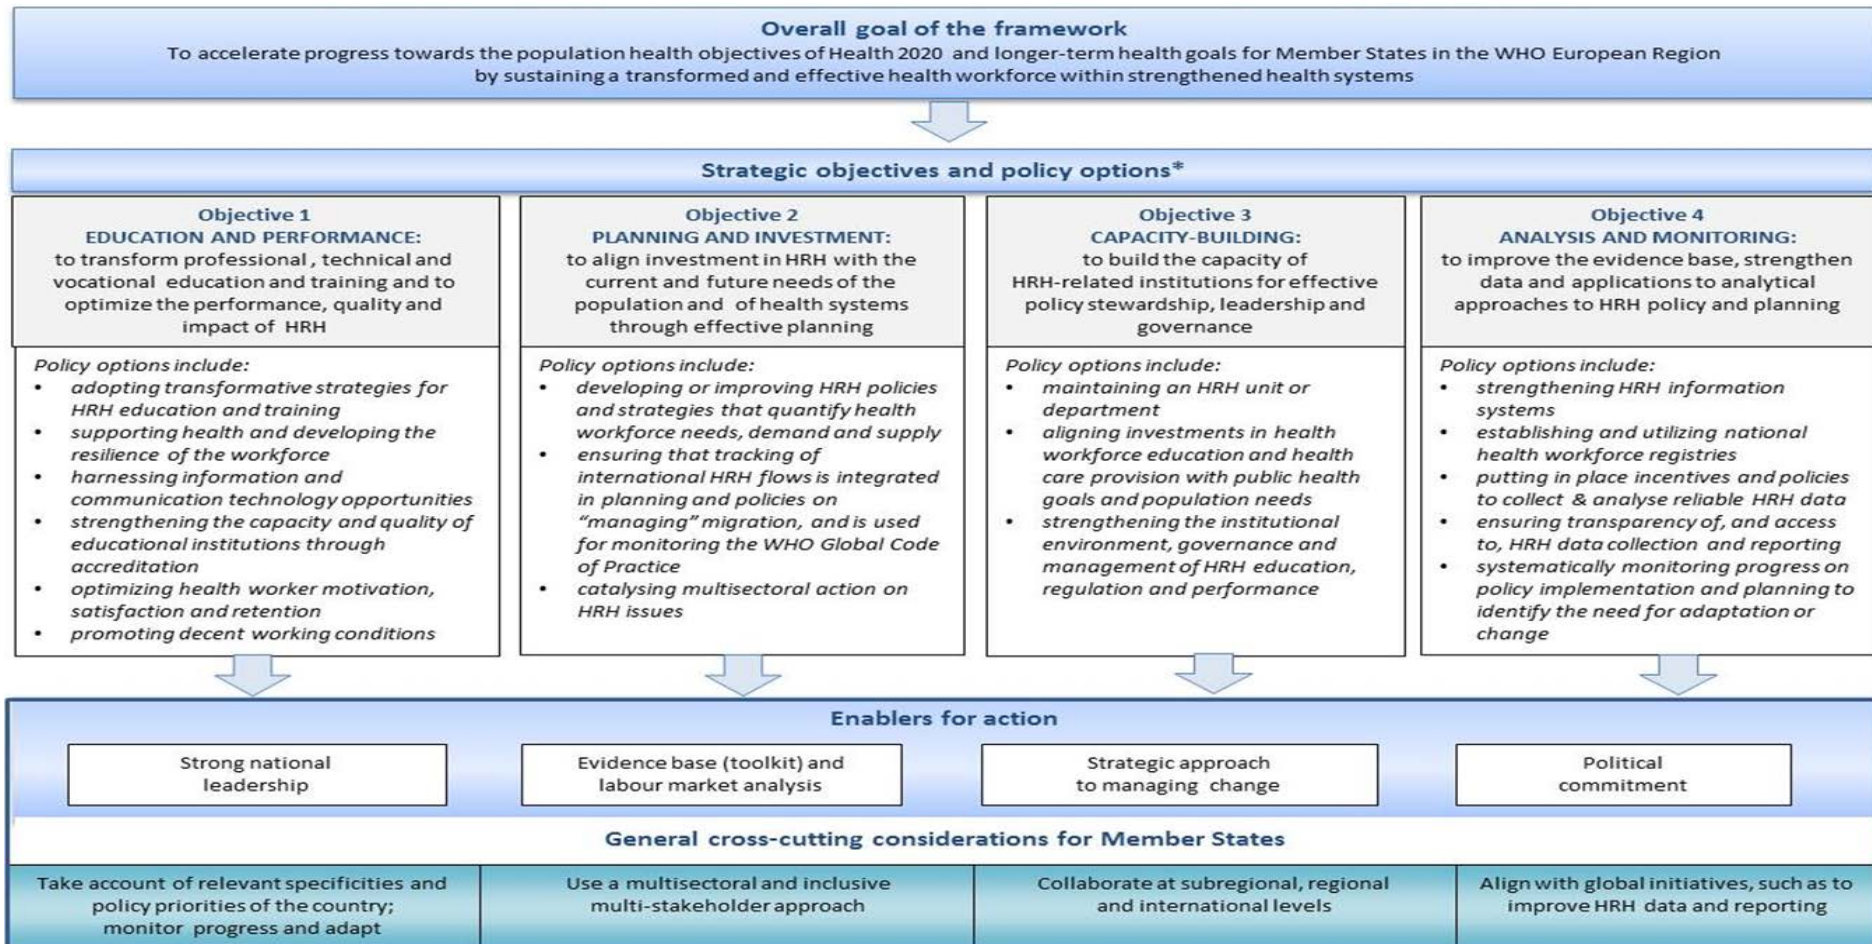 Overall goal of the framework
To accelerate progress towards the population health objectives of Health 2020 and longer-term health goals for Member States in the WHO European Region
by sustaining a transformed and effective health workforce within strengthened health systems
Strategic objectives and policy options*
Objective 1
EDUCATION AND PERFORMANCE:
to transform professional, technical and
vocational education and training and to
optimize the performance, quality and
impact of HRH
Policy options include:
• adopting transformative strategies for
HRH education and training
• supporting health and developing the
resilience of the workforce
• harnessing information and
communication technology opportunities
• strengthening the capacity and quality of
educational institutions through
accreditation
• optimizing health worker motivation,
satisfaction and retention
• promoting decent working conditions
Objective 2
PLANNING AND INVESTMENT:
to align investment in HRH with the
current and future needs of the
population and of health systems
through effective planning
Policy options include:
• developing or improving HRH policies
and strategies that quantify health
workforce needs, demand and supply
• ensuring that tracking of
international HRH flows is integrated
in planning and policies on
“managing” migration, and is used
for monitoring the WHO Global Code
of Practice
• catalysing multisectoral action on
HRH issues
Objective 3
CAPACITY-BUILDING:
to build the capacity of
HRH-related institutions for effective
policy stewardship, leadership and
governance
Policy options include:
• maintaining an HRH unit or
department
• aligning investments in health
workforce education and health
care provision with public health
goals and population needs
• strengthening the institutional
environment, governance and
management of HRH education,
regulation and performance
Objective 4
ANALYSIS AND MONITORING:
to improve the evidence base, strengthen
data and applications to analytical
approaches to HRH policy and planning
Policy options include:
• strengthening HRH information
systems
• establishing and utilizing national
health workforce registries
• putting in place incentives and policies
to collect & analyse reliable HRH data
• ensuring transparency of, and access
to, HRH data collection and reporting
• systematically monitoring progress on
policy implementation and planning to
identify the need for adaptation or
change
Enablers for action
Strong national
leadership
Evidence base (toolkit) and
labour market analysis
Strategic approach
to managing change
Political
commitment
General cross-cutting considerations for Member States
Take account of relevant specificities and
policy priorities of the country;
monitor progress and adapt
Use a multisectoral and inclusive
multi-stakeholder approach
Collaborate at subregional, regional
and international levels
Align with global initiatives, such as to
improve HRH data and reporting